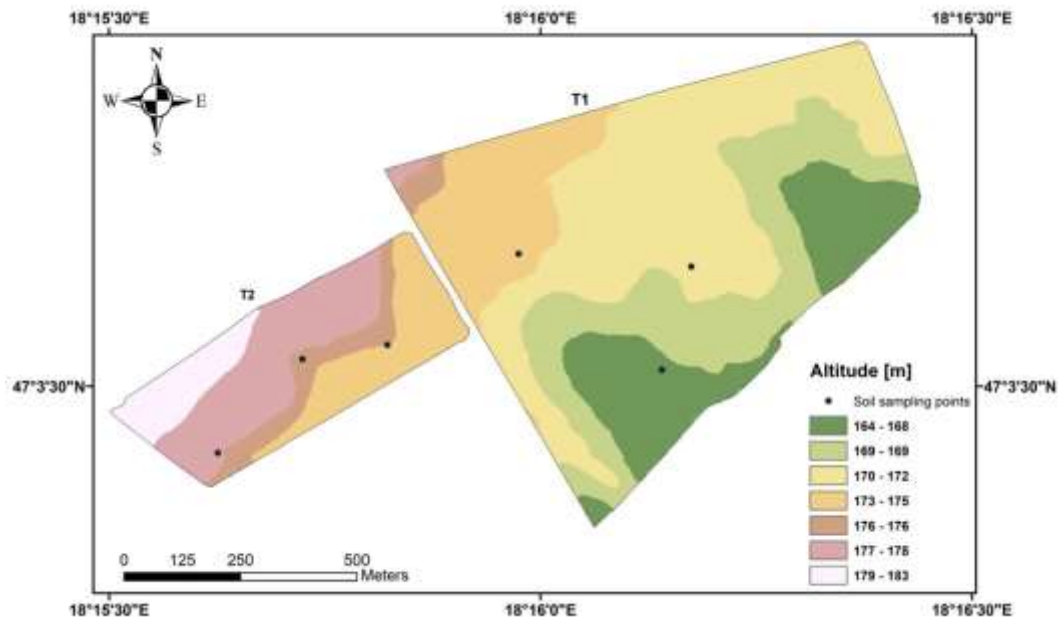 18°15'30"E 18°16'0"E 18°16'30"E
N
W E
S
T1
T2
47°3'30"N 47°3'30"N
Altitude [m]
Soil sampling points
164 - 168
169 - 169
170 - 172
173 - 175
176 - 176
177 - 178
179 - 183
0 125 250 500
Meters
18°15'30"E 18°16'0"E 18°16'30"E